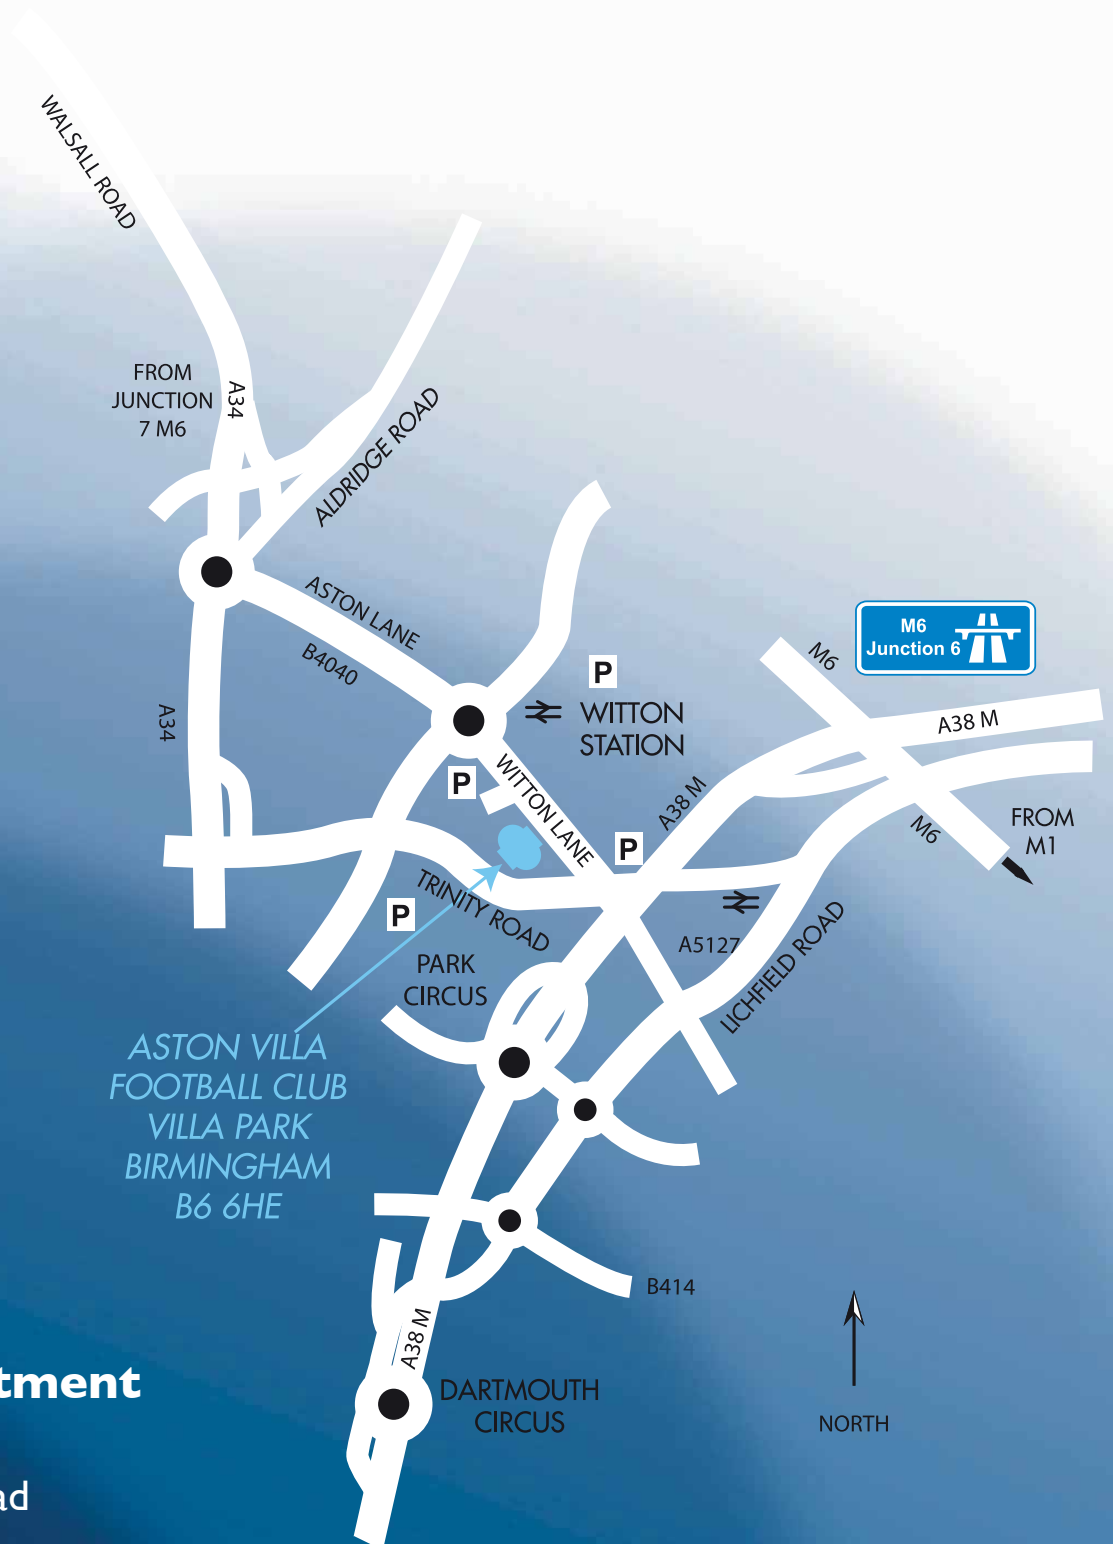 WALSALL ROAD
FROM
JUNCTION
7 M6
A34
ALDRIDGE ROAD
ASTON LANE
B4040
A34
M6
Junction 6
M6
P
WITTON
STATION
A38 M
P
WITTON LANE
A38 M
P
M6
FROM
M1
TRINITY ROAD
P
A5127
LICHFIELD ROAD
PARK
CIRCUS
ASTON VILLA
FOOTBALL CLUB
VILLA PARK
BIRMINGHAM
B6 6HE
B414
A38 M
tment
DARTMOUTH
CIRCUS
NORTH
ad